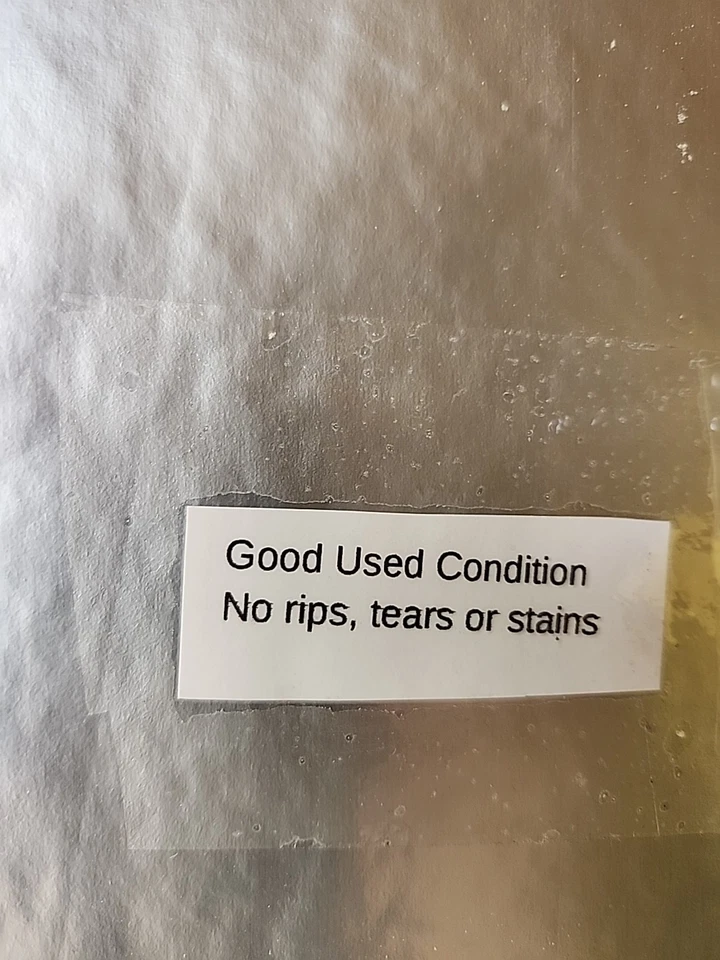 Good Used Condition
No rips, tears or stains